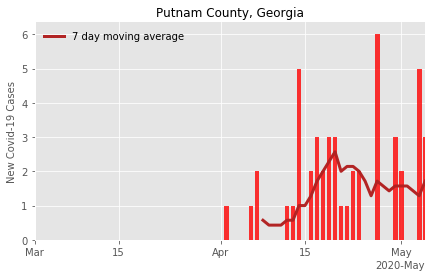 Putnam County, Georgia
7 day moving average
New Covid-19 Cases
6
5
4
3
2
1
0
Mar
15
Apr
15
May
2020-May